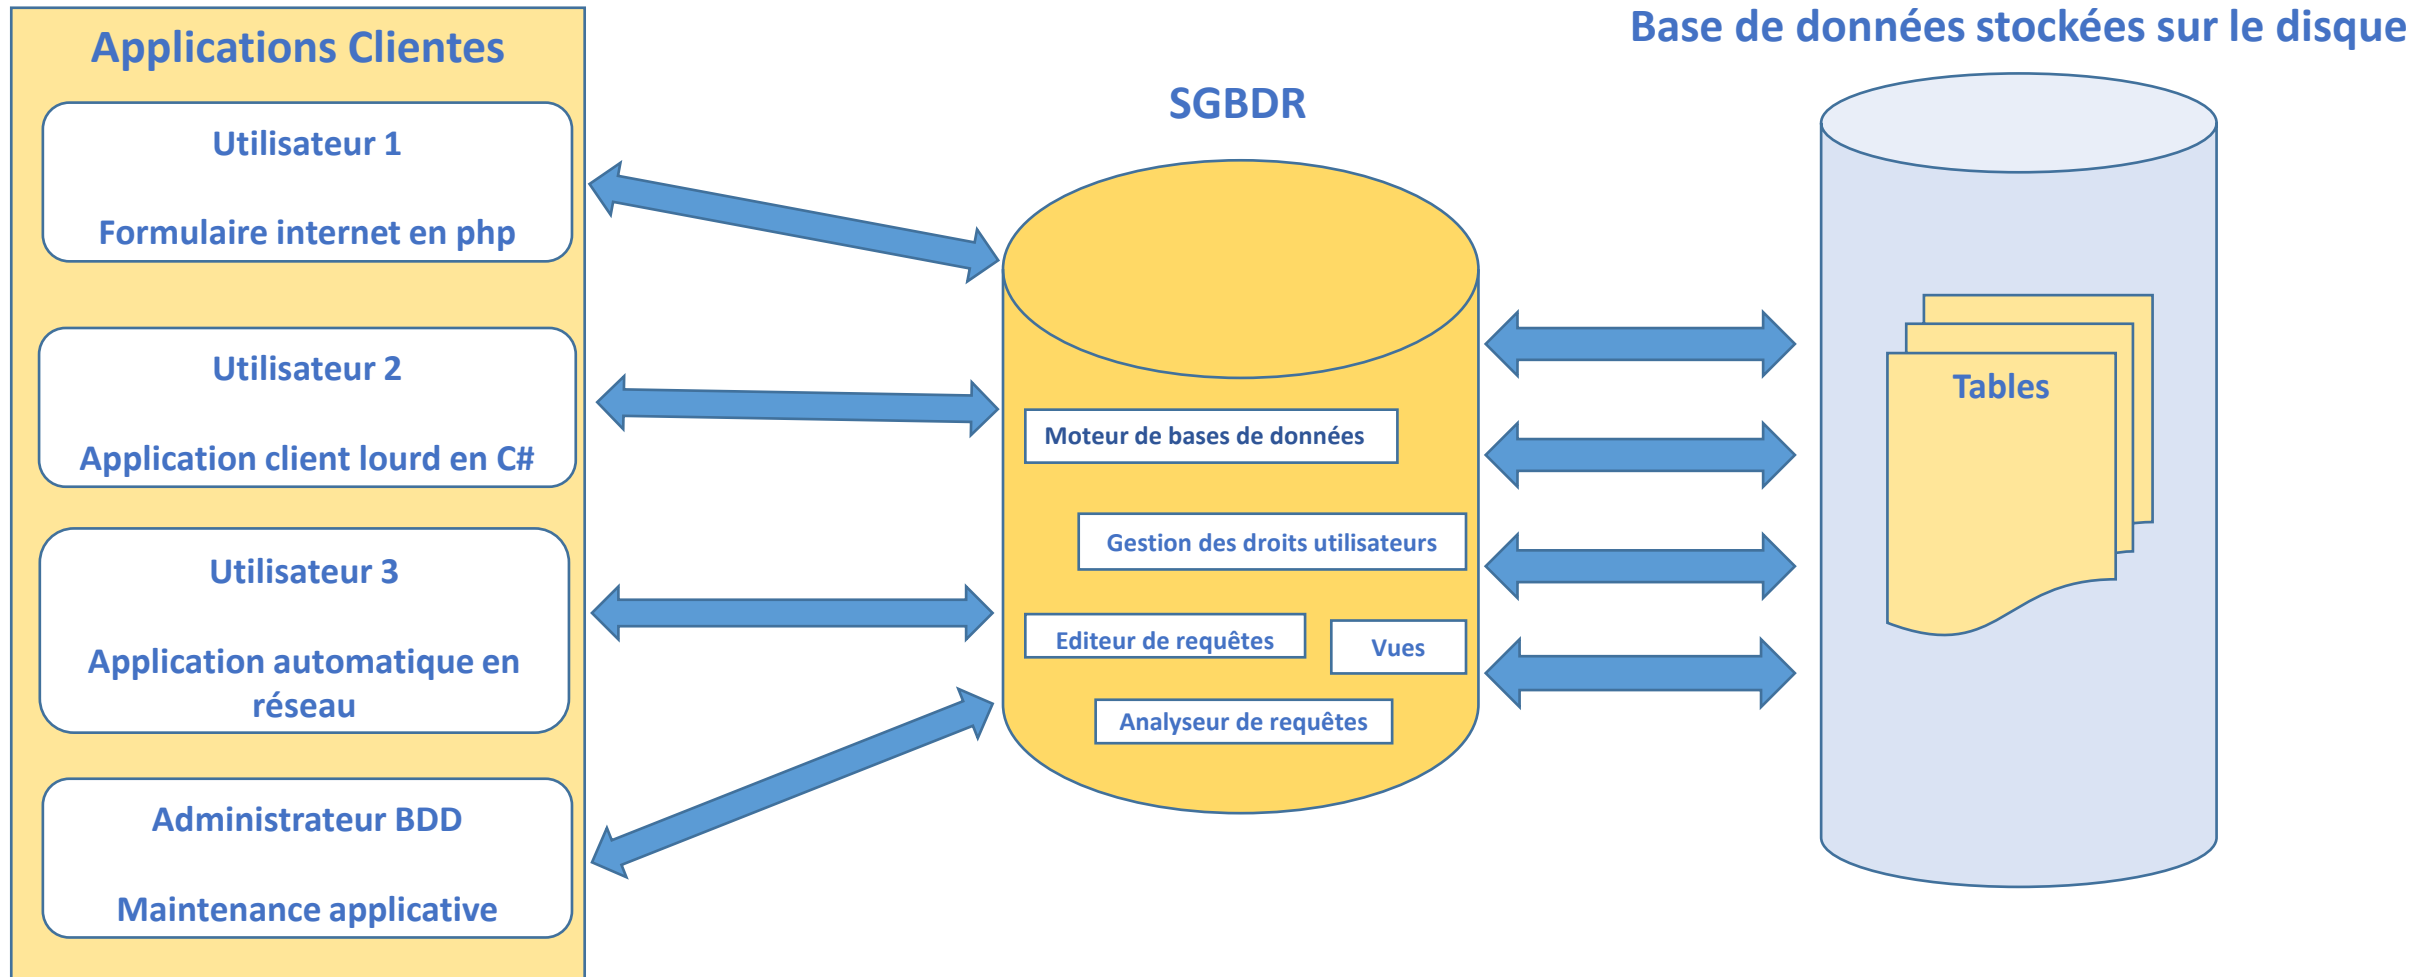 Applications Clientes
Utilisateur 1
Formulaire internet en php
Utilisateur 2
Application client lourd en C#
Utilisateur 3
Application automatique en
réseau
Administrateur BDD
Maintenance applicative
SGBDR
Moteur de bases de données
Gestion des droits utilisateurs
Editeur de requêtes
Vues
Analyseur de requêtes
Base de données stockées sur le disque
Tables